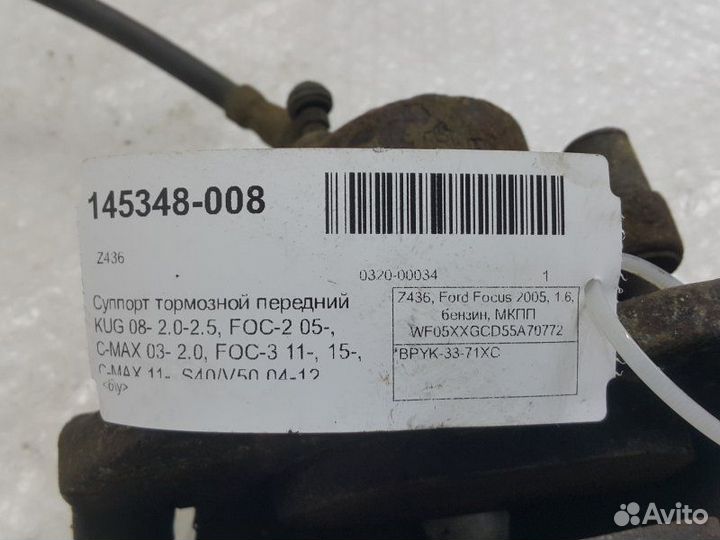 145348-008
Z436
0320-00034 1
Суппорт тормозной передний
KUG 08- 2.0-2.5, FOC-2 05-,
C-MAX 03- 2.0, FOC-3 11-, 15-,
C-MAX 11-, S40/V50 04-12
<б/у>
Z436, Ford Focus 2005, 1.6,
бензин, МКПП
WF05XXGCD55A70772
*BPYK-33-71XC
Avito